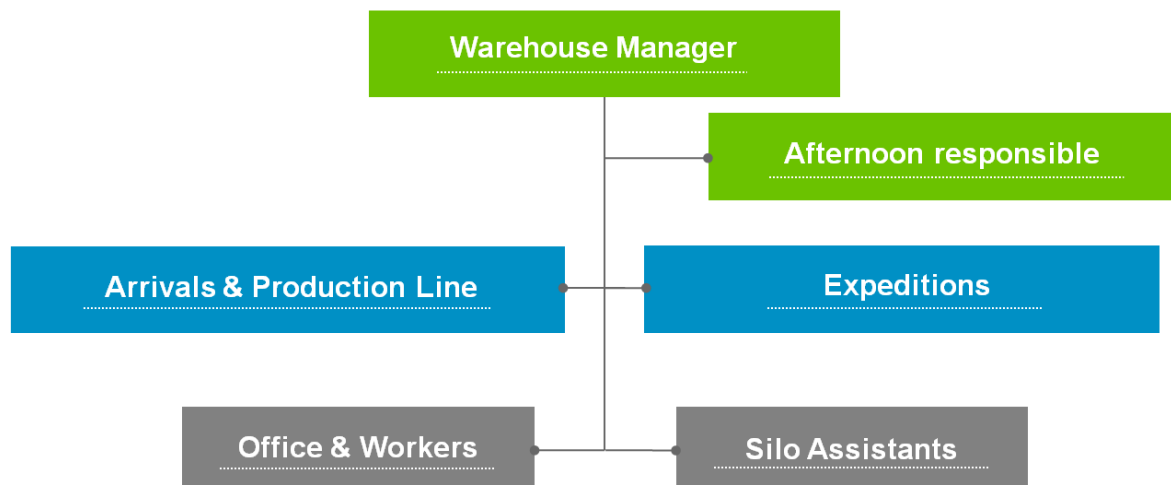 Warehouse Manager
Afternoon responsible
Arrivals & Production Line
Expeditions
Office & Workers
Silo Assistants